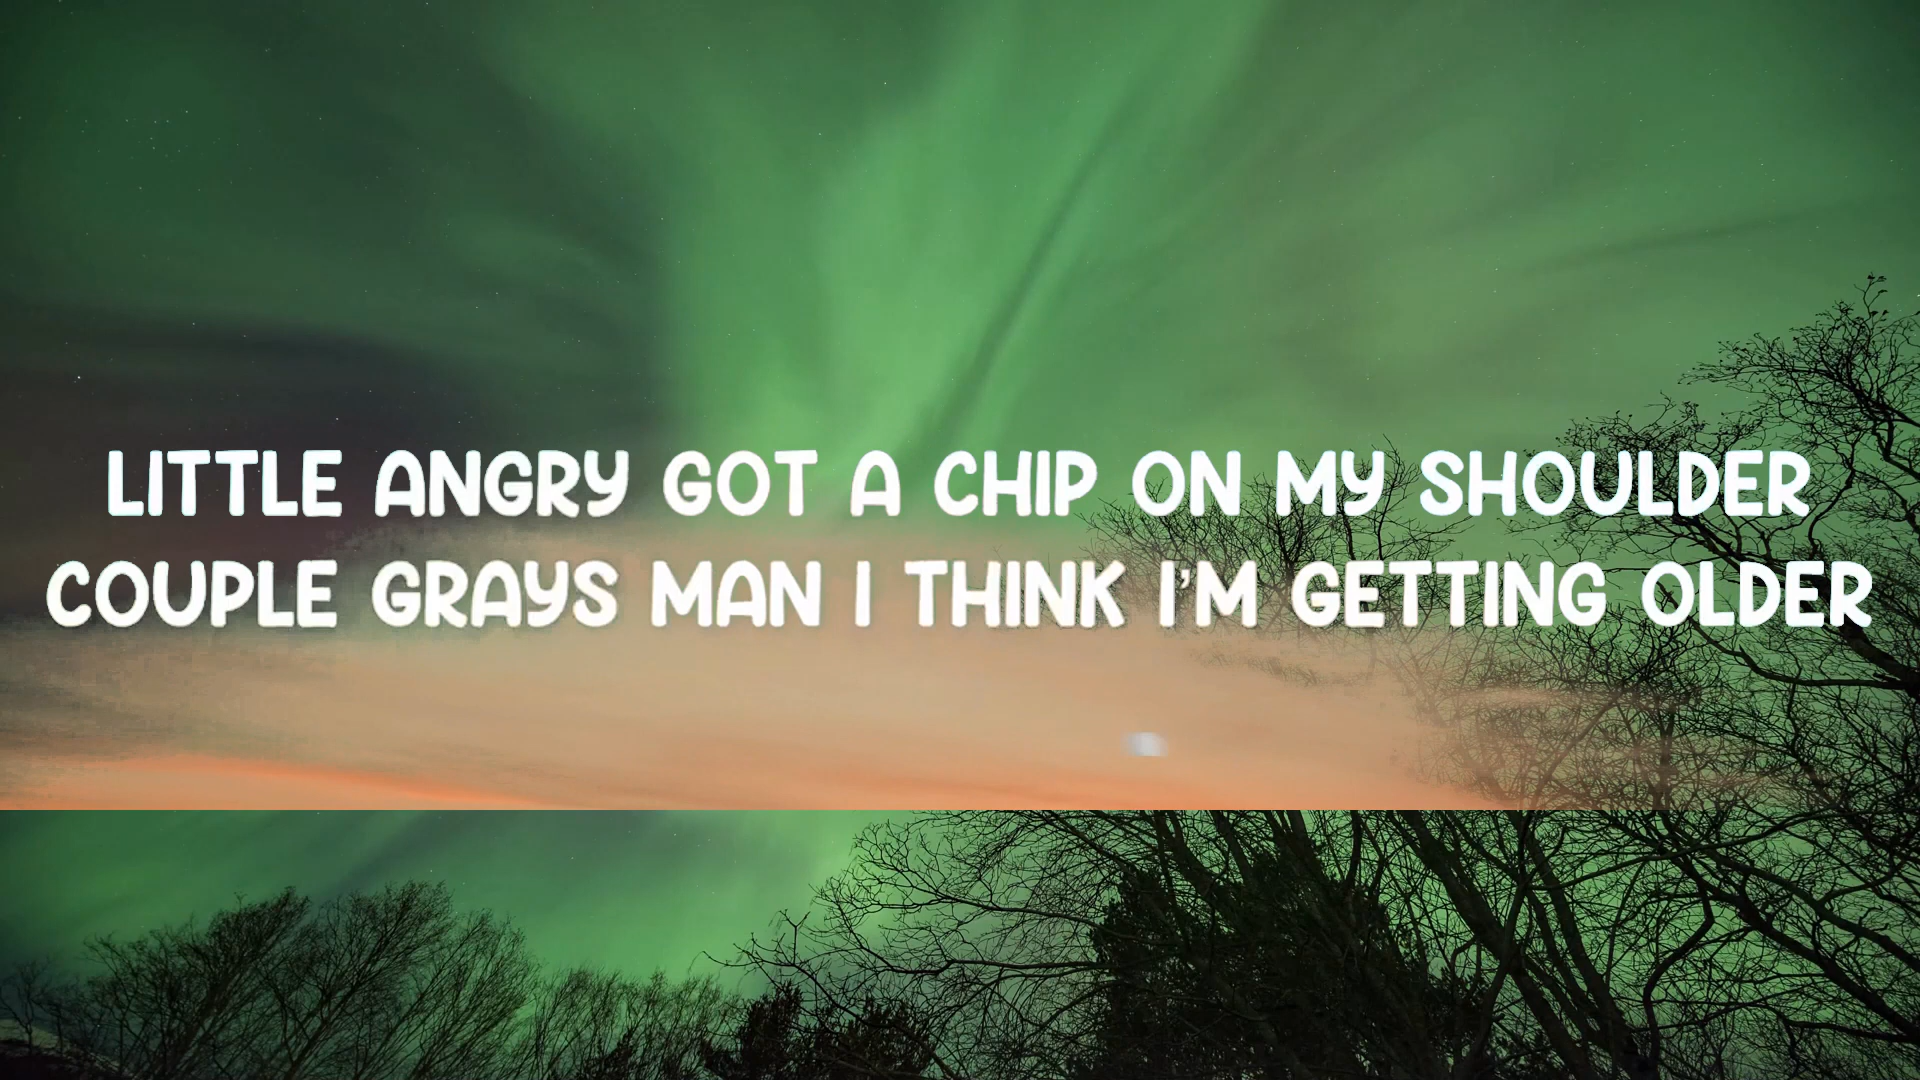 LITTLE ANGRY GOT A CHIP ON MY SHOULDER
COUPLE GRAYS MAN I THINK I'M GETTING OLDER